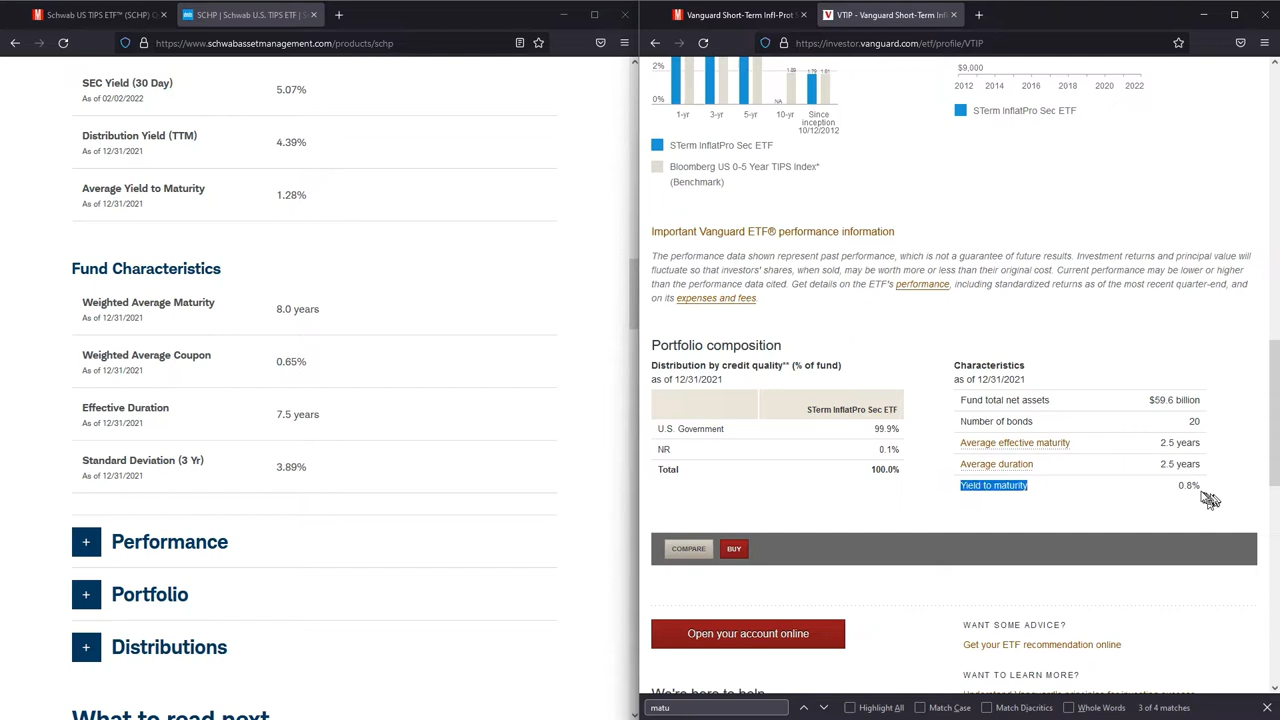 Schwab US TIPS ETF™ (SCHP) Q
SCHP | Schwab U.S. TIPS ETF | S
https://www.schwabassetmanagement.com/products/schp
SEC Yield (30 Day)
As of 02/02/2022
5.07%
Distribution Yield (TTM)
As of 12/31/2021
4.39%
Average Yield to Maturity
As of 12/31/2021
1.28%
Fund Characteristics
Weighted Average Maturity
As of 12/31/2021
8.0 years
Weighted Average Coupon
As of 12/31/2021
0.65%
Effective Duration
As of 12/31/2021
7.5 years
Standard Deviation (3 Yr)
As of 12/31/2021
3.89%
+ Performance
+ Portfolio
+ Distributions
What to read next
Vanguard Short-Term Infl-Prot S
VTIP - Vanguard Short-Term Infl
https://investor.vanguard.com/etf/profile/VTIP
2%
0%
NA
1-yr 3-yr 5-yr 10-yr Since
inception
10/12/2012
STerm InflatPro Sec ETF
Bloomberg US 0-5 Year TIPS Index*
(Benchmark)
$9,000
2012 2014 2016 2018 2020 2022
STerm InflatPro Sec ETF
Important Vanguard ETF® performance information
The performance data shown represent past performance, which is not a guarantee of future results. Investment returns and principal value will
fluctuate so that investors' shares, when sold, may be worth more or less than their original cost. Current performance may be lower or higher
than the performance data cited. Get details on the ETF's performance, including standardized returns as of the most recent quarter-end, and
on its expenses and fees.
Portfolio composition
Distribution by credit quality** (% of fund)
as of 12/31/2021
STerm InflatPro Sec ETF
U.S. Government 99.9%
NR 0.1%
Total 100.0%
Characteristics
as of 12/31/2021
Fund total net assets $59.6 billion
Number of bonds 20
Average effective maturity 2.5 years
Average duration 2.5 years
Yield to maturity 0.8%
COMPARE BUY
Open your account online
WANT SOME ADVICE?
Get your ETF recommendation online
WANT TO LEARN MORE?
We're here to help
matu
Highlight All Match Case Match Diacritics Whole Words 3 of 4 matches